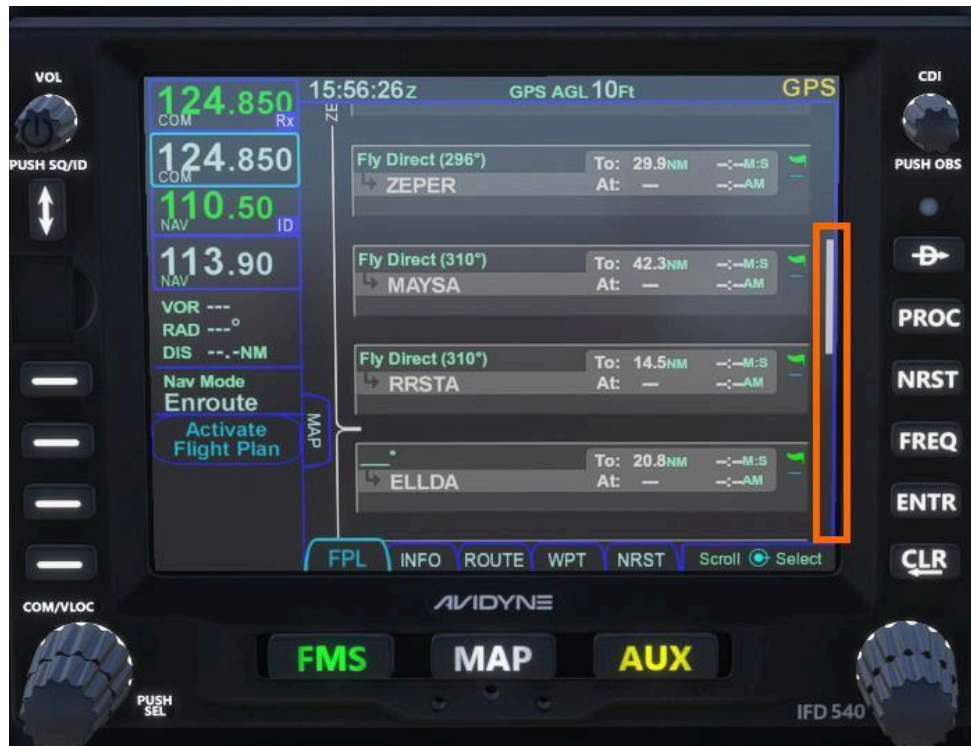 VOL
CDI
124.850
COM Rx
15:56:26Z GPS AGL 10Ft GPS
ZE
PUSH SQ/ID
124.850
COM
PUSH OBS
110.50
NAV ID
113.90
NAV
VOR ---
RAD ---°
DIS --.-NM
Nav Mode
Enroute
Activate
Flight Plan
MAP
Fly Direct (296°) To: 29.9NM --:--M:S
ZEPER At: — --:--AM
Fly Direct (310°) To: 42.3NM --:--M:S
MAYSA At: — --:--AM
Fly Direct (310°) To: 14.5NM --:--M:S
RRSTA At: — --:--AM
___° To: 20.8NM --:--M:S
ELLDA At: — --:--AM
D
PROC
NRST
FREQ
ENTR
CLR
FPL INFO ROUTE WPT NRST Scroll Select
COM/VLOC
AVIDYNE
FMS MAP AUX
PUSH
SEL
IFD 540